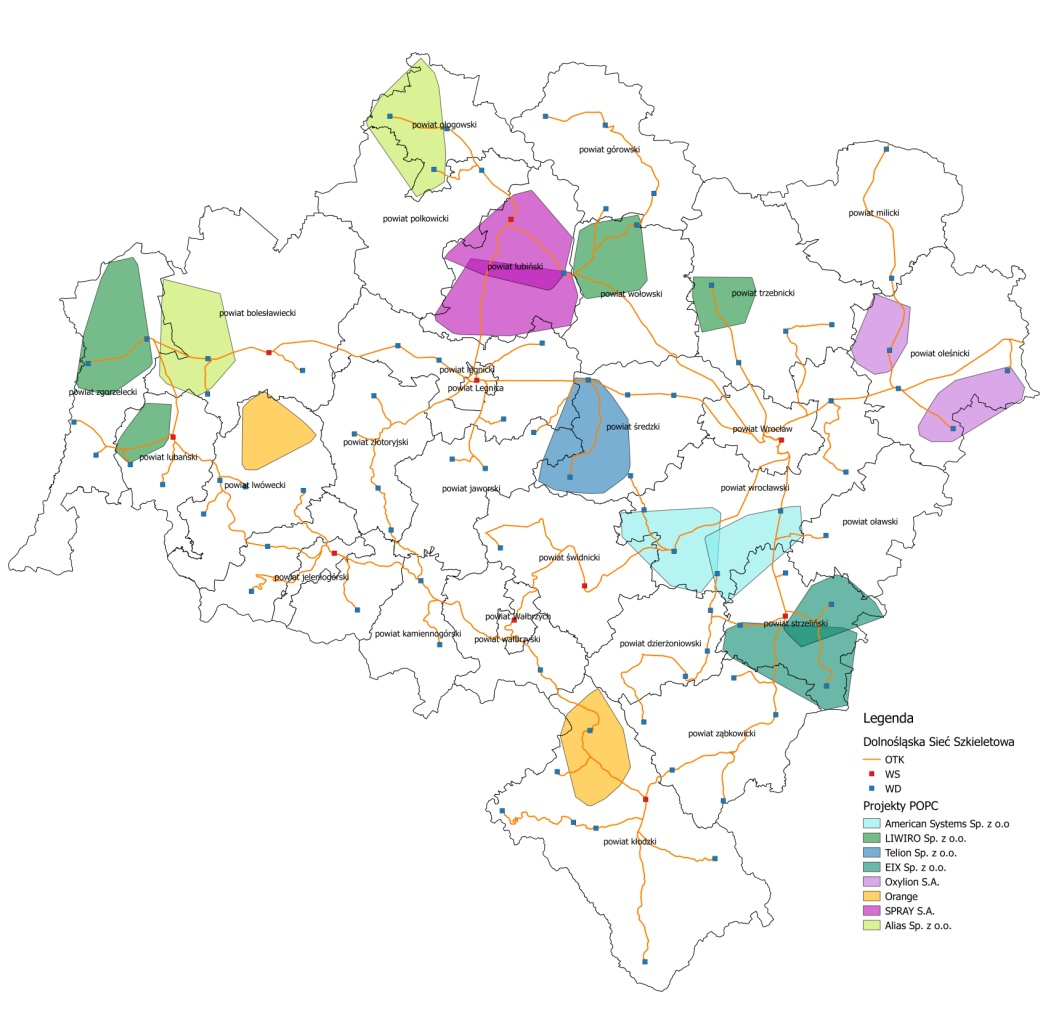 powiat głogowski
powiat górowski
powiat milicki
powiat polkowicki
powiat lubiński
powiat wołowski
powiat trzebnicki
powiat bolesławiecki
powiat oleśnicki
powiat legnicki
powiat Legnica
powiat zgorzelecki
powiat średzki
powiat Wrocław
powiat złotoryjski
powiat lubański
powiat lwówecki
powiat jaworski
powiat wrocławski
powiat oławski
powiat świdnicki
powiat jeleniogórski
powiat Wałbrzych
powiat strzeliński
powiat kamiennogórski
powiat wałbrzyski
powiat dzierżoniowski
powiat ząbkowicki
powiat kłodzki
Legenda
Dolnośląska Sieć Szkieletowa
OTK
WS
WD
Projekty POPC
American Systems Sp. z o.o
LIWIRO Sp. z o.o.
Telion Sp. z o.o.
EIX Sp. z o.o.
Oxylion S.A.
Orange
SPRAY S.A.
Alias Sp. z o.o.